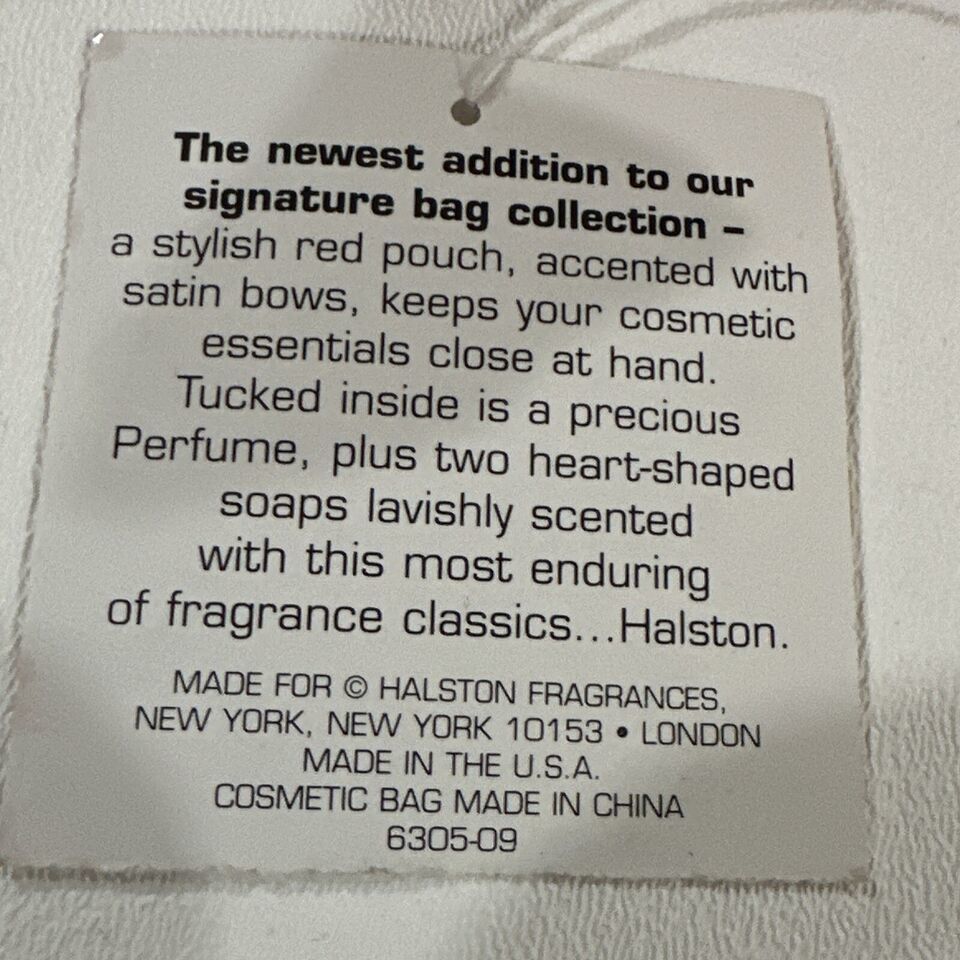 The newest addition to our
signature bag collection –
a stylish red pouch, accented with
satin bows, keeps your cosmetic
essentials close at hand.
Tucked inside is a precious
Perfume, plus two heart-shaped
soaps lavishly scented
with this most enduring
of fragrance classics...Halston.
MADE FOR © HALSTON FRAGRANCES,
NEW YORK, NEW YORK 10153 • LONDON
MADE IN THE U.S.A.
COSMETIC BAG MADE IN CHINA
6305-09